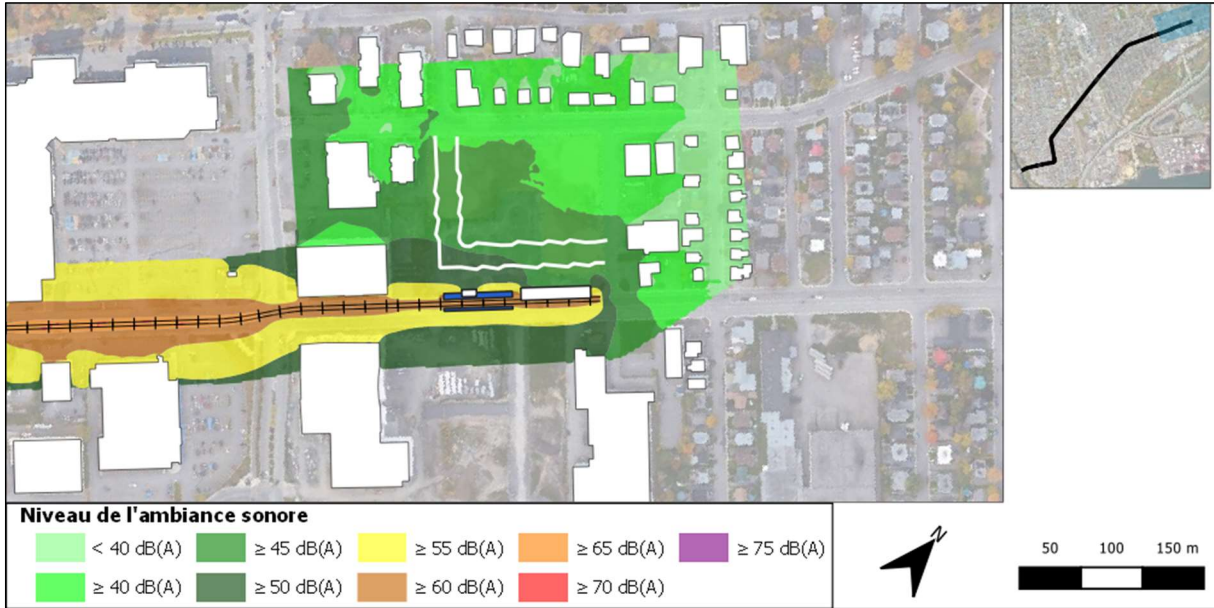 Niveau de l'ambiance sonore
< 40 dB(A)
≥ 45 dB(A)
≥ 55 dB(A)
≥ 65 dB(A)
≥ 75 dB(A)
≥ 40 dB(A)
≥ 50 dB(A)
≥ 60 dB(A)
≥ 70 dB(A)
N
50 100 150 m